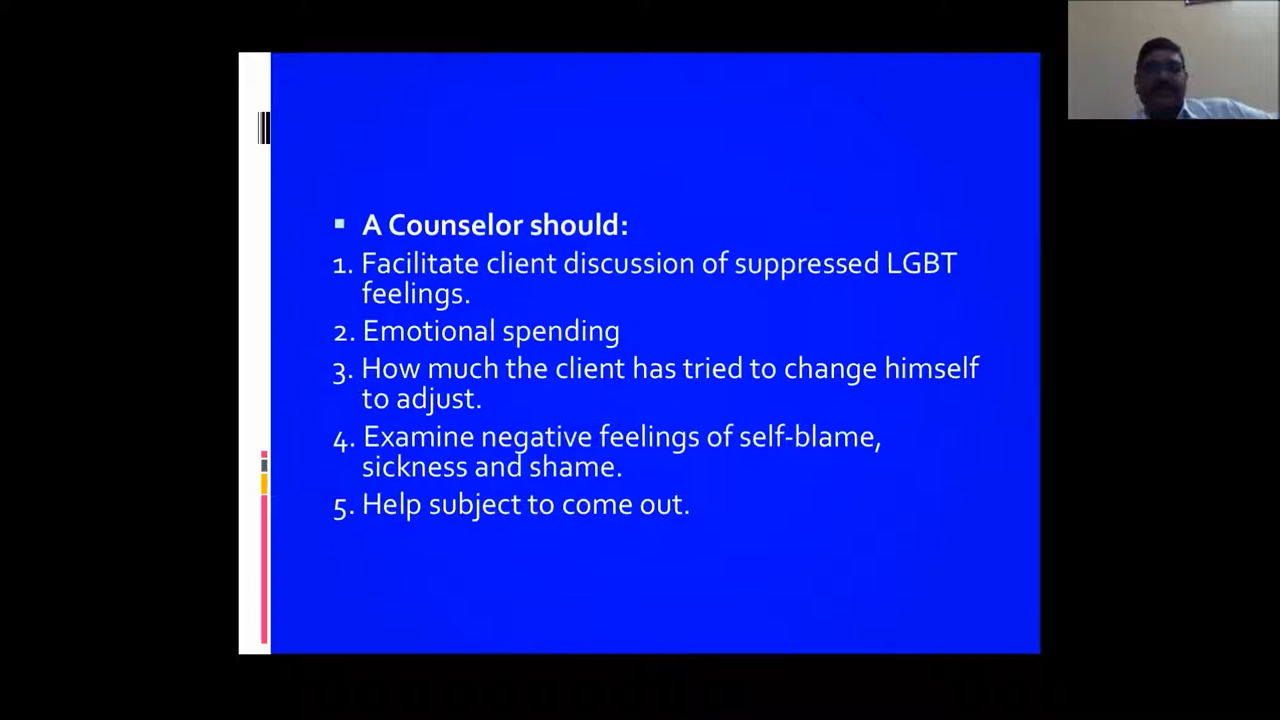 A Counselor should:
1. Facilitate client discussion of suppressed LGBT
feelings.
2. Emotional spending
3. How much the client has tried to change himself
to adjust.
4. Examine negative feelings of self-blame,
sickness and shame.
5. Help subject to come out.